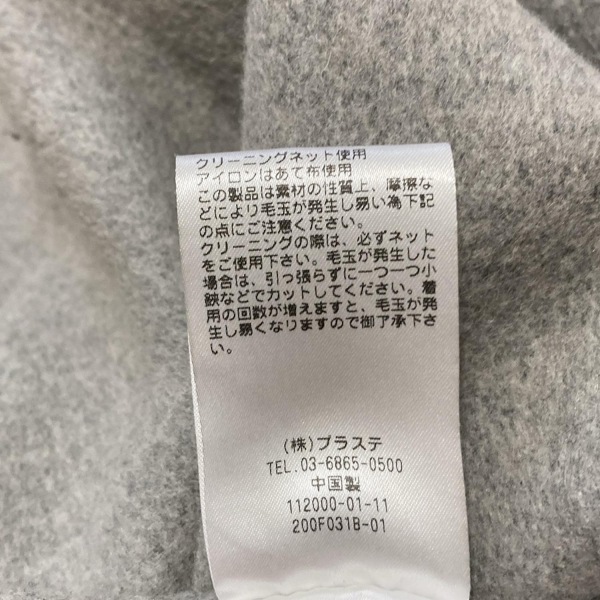 クリーニングネット使用
アイロンはあて布使用
この製品は素材の性質上、摩擦な
どにより毛玉が発生し易い為下記
の点にご注意ください。
クリーニングの際は、必ずネット
をご使用下さい。毛玉が発生した
場合は、引っ張らずに一つ一つ小
鋏などでカットしてください。着
用の回数が増えますと、毛玉が発
生し易くなりますので御了承下さ
い。
(株)プラステ
TEL.03-6865-0500
中国製
112000-01-11
200F031B-01